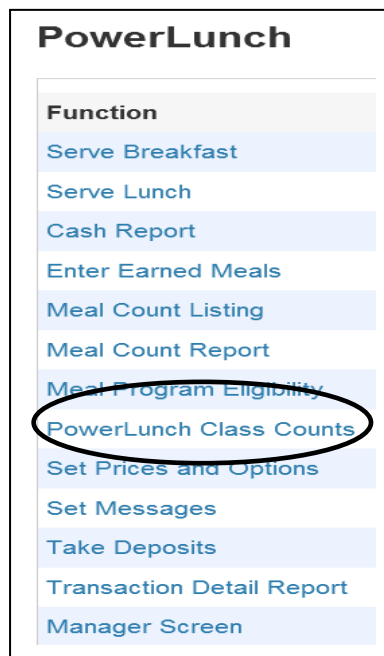 PowerLunch
Function
Serve Breakfast
Serve Lunch
Cash Report
Enter Earned Meals
Meal Count Listing
Meal Count Report
Meal Program Eligibility
PowerLunch Class Counts
Set Prices and Options
Set Messages
Take Deposits
Transaction Detail Report
Manager Screen